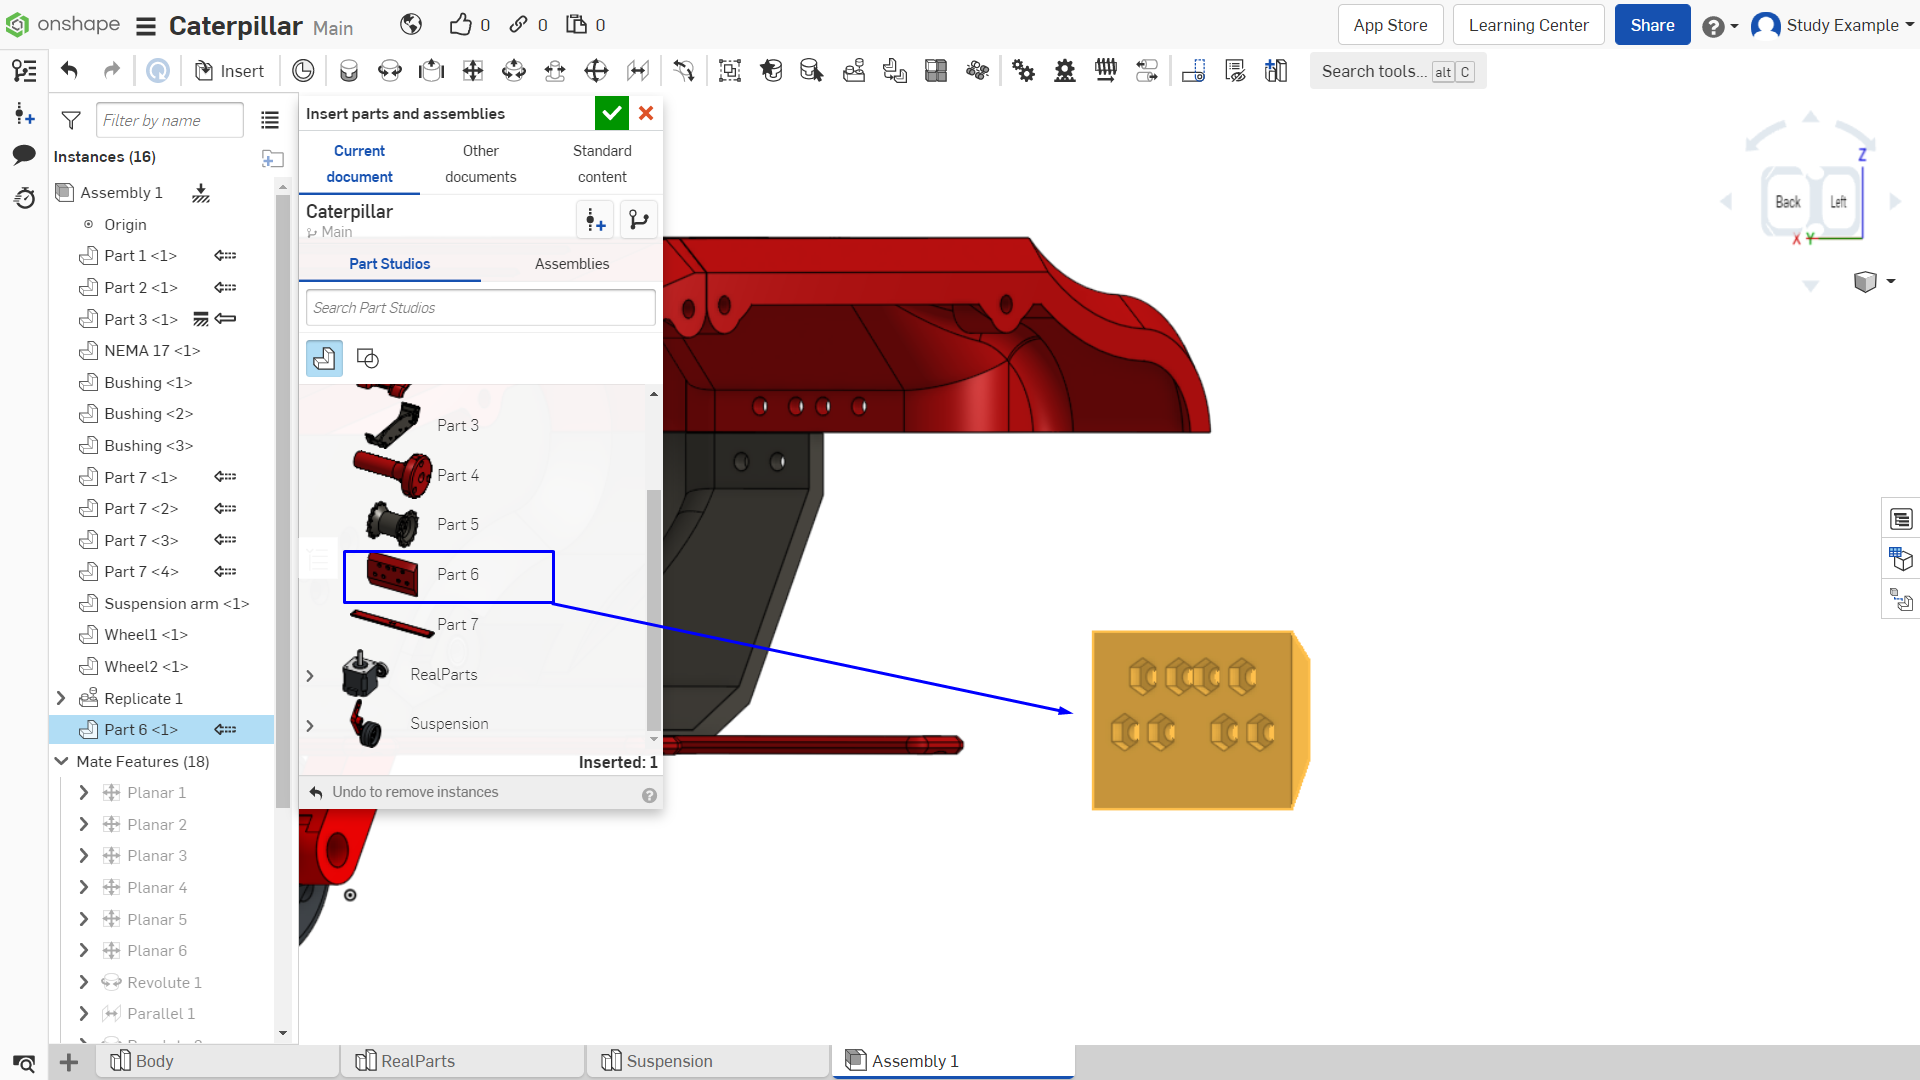 onshape Caterpillar Main 0 0 0 App Store Learning Center Share Study Example
Insert Search tools... alt C
Filter by name
Instances (16)
Assembly 1
Origin
Part 1 <1>
Part 2 <1>
Part 3 <1>
NEMA 17 <1>
Bushing <1>
Bushing <2>
Bushing <3>
Part 7 <1>
Part 7 <2>
Part 7 <3>
Part 7 <4>
Suspension arm <1>
Wheel1 <1>
Wheel2 <1>
Replicate 1
Part 6 <1>
Mate Features (18)
Planar 1
Planar 2
Planar 3
Planar 4
Planar 5
Planar 6
Revolute 1
Parallel 1
Insert parts and assemblies
Current document
Other documents
Standard content
Caterpillar
Main
Part Studios Assemblies
Search Part Studios
Part 3
Part 4
Part 5
Part 6
Part 7
RealParts
Suspension
Inserted: 1
Undo to remove instances
Z
Back Left
X Y
Body RealParts Suspension Assembly 1